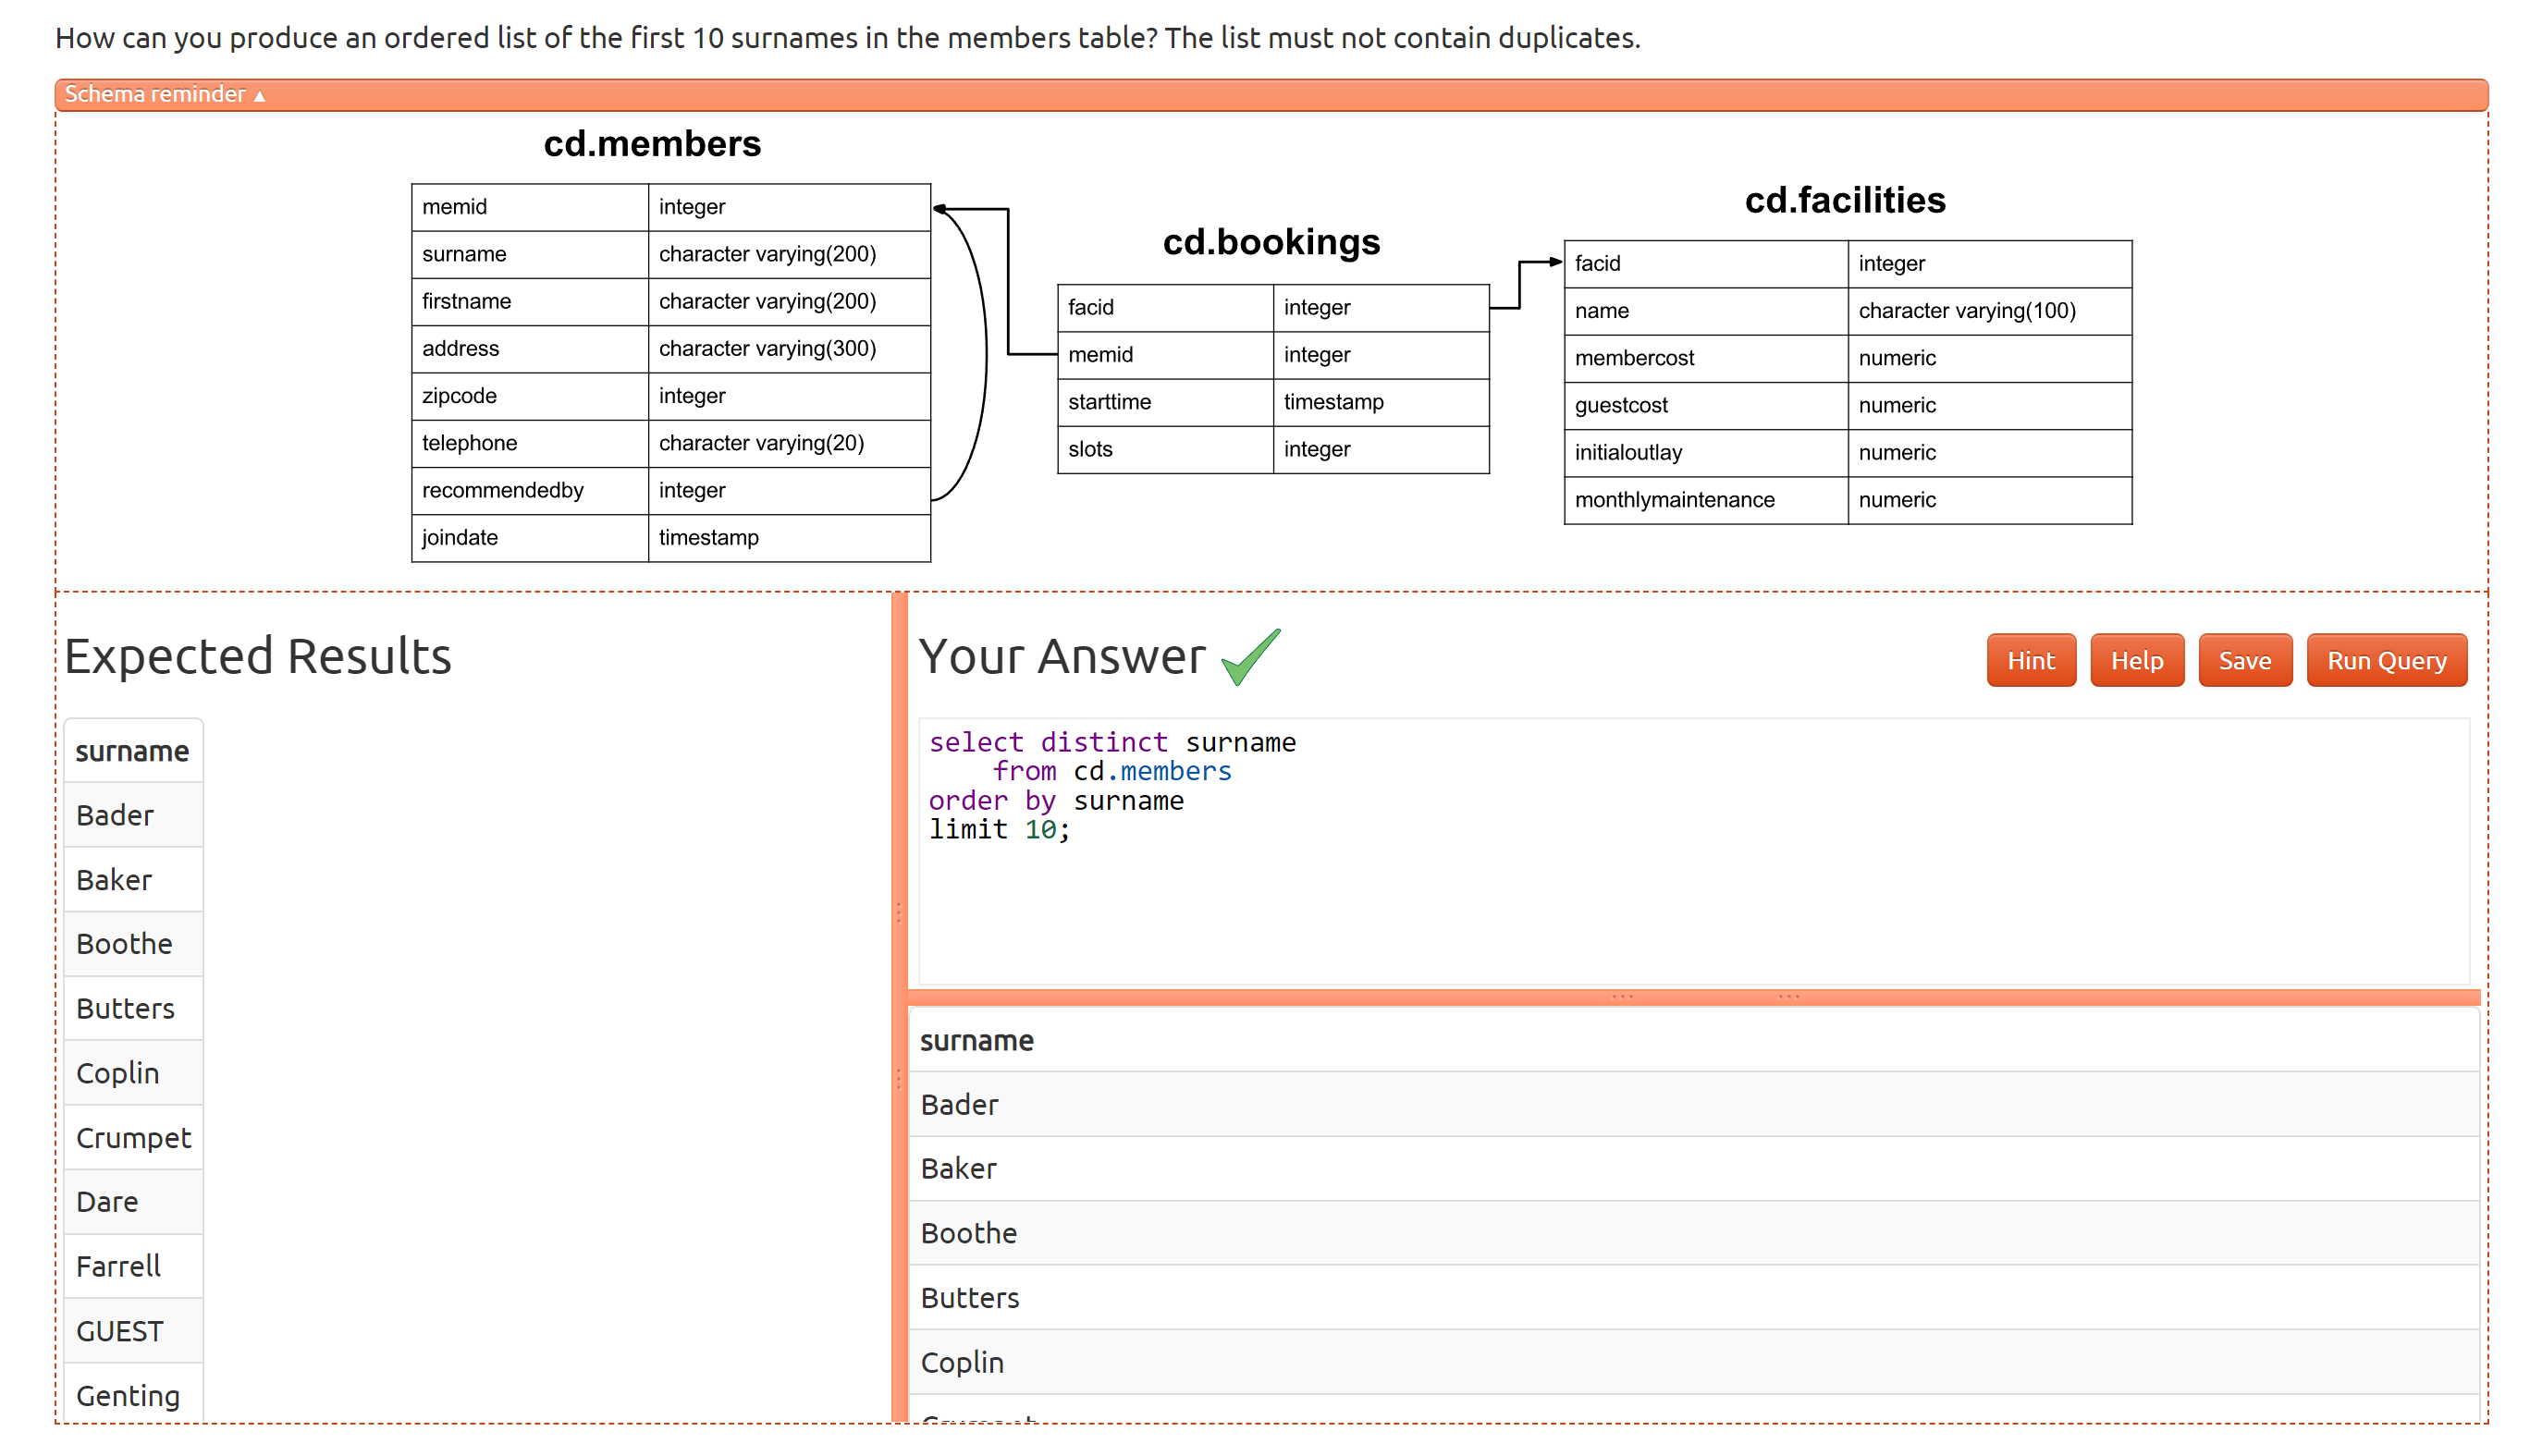 How can you produce an ordered list of the first 10 surnames in the members table? The list must not contain duplicates.
Schema reminder ▲
cd.members
memid integer
surname character varying(200)
firstname character varying(200)
address character varying(300)
zipcode integer
telephone character varying(20)
recommendedby integer
joindate timestamp
cd.bookings
facid integer
memid integer
starttime timestamp
slots integer
cd.facilities
facid integer
name character varying(100)
membercost numeric
guestcost numeric
initialoutlay numeric
monthlymaintenance numeric
Expected Results
surname
Bader
Baker
Boothe
Butters
Coplin
Crumpet
Dare
Farrell
GUEST
Genting
Your Answer
Hint Help Save Run Query
select distinct surname
    from cd.members
order by surname
limit 10;
surname
Bader
Baker
Boothe
Butters
Coplin